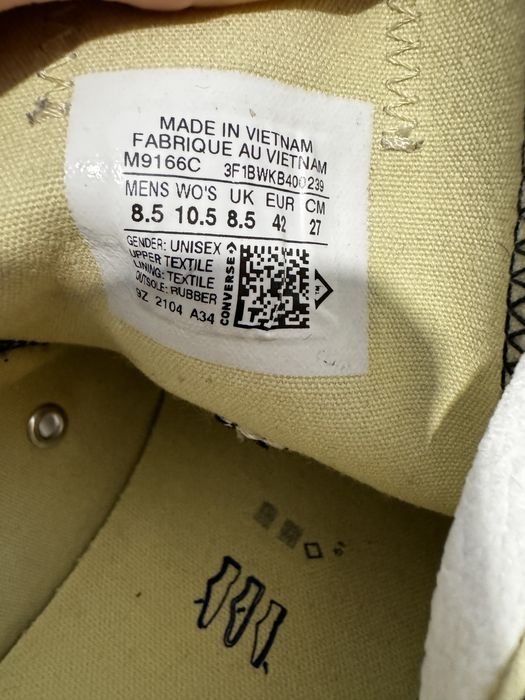 MADE IN VIETNAM
FABRIQUE AU VIETNAM
M9166C 3F1BWKB400239
MENS WO'S UK EUR CM
8.5 10.5 8.5 42 27
GENDER: UNISEX
UPPER TEXTILE
LINING: TEXTILE
OUTSOLE: RUBBER
9Z 2104 A34
CONVERSE
TM